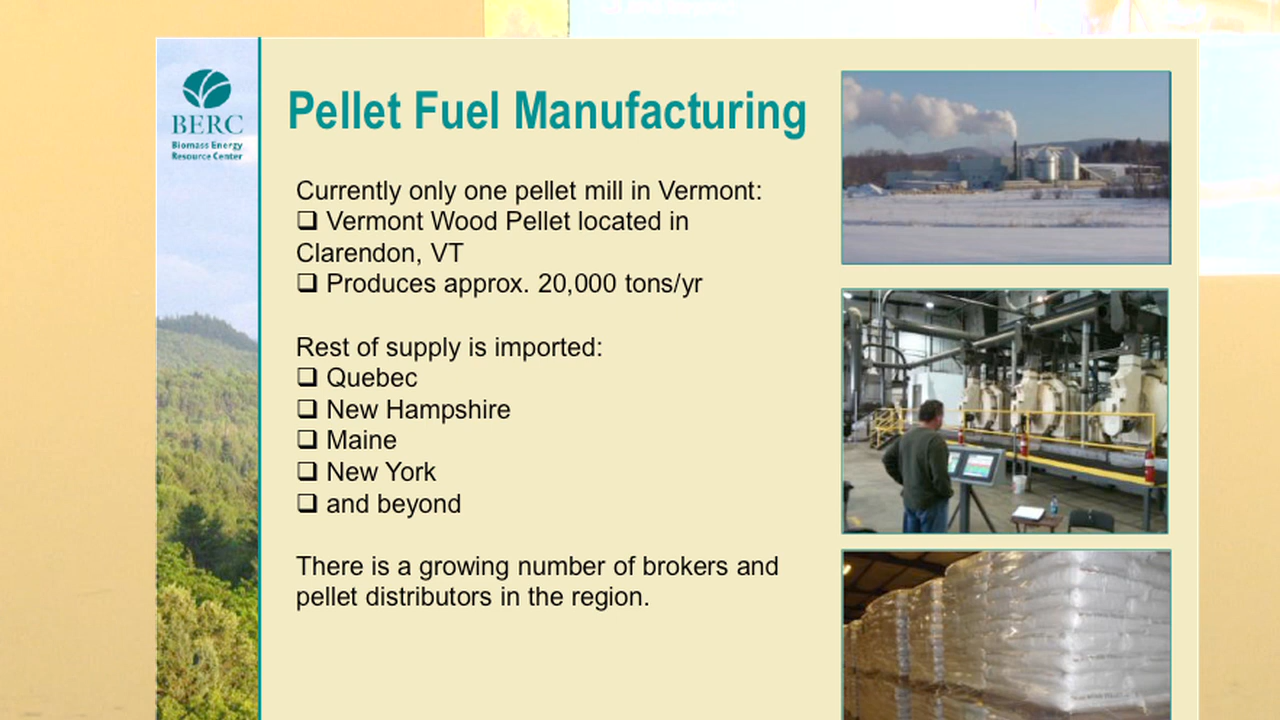 BERC
Biomass Energy
Resource Center
Pellet Fuel Manufacturing
Currently only one pellet mill in Vermont:
❑ Vermont Wood Pellet located in
Clarendon, VT
❑ Produces approx. 20,000 tons/yr
Rest of supply is imported:
❑ Quebec
❑ New Hampshire
❑ Maine
❑ New York
❑ and beyond
There is a growing number of brokers and
pellet distributors in the region.